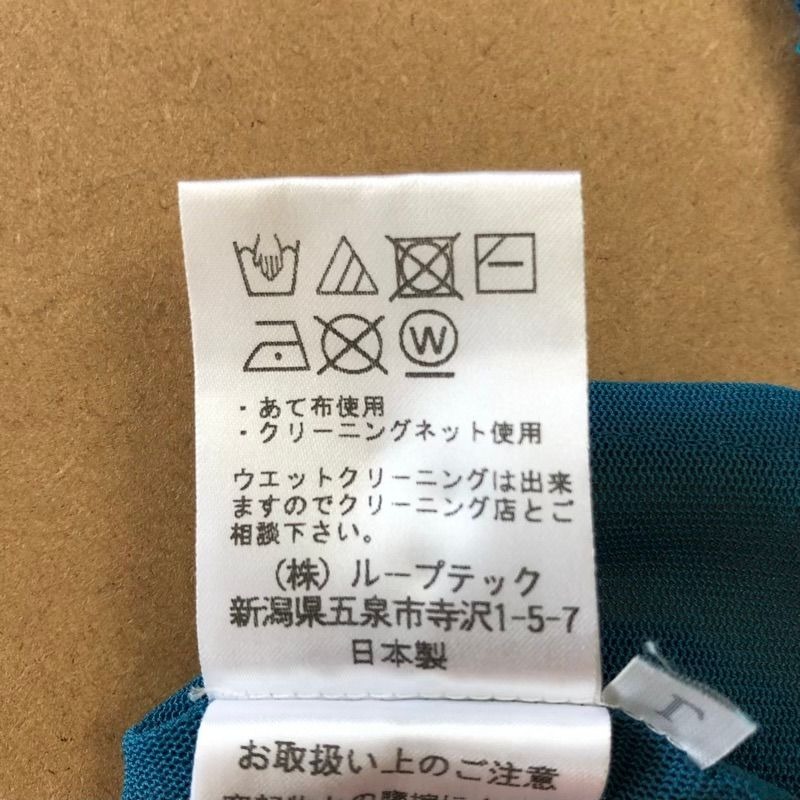 W
・あて布使用
・クリーニングネット使用
ウエットクリーニングは出来
ますのでクリーニング店とご
相談下さい。
(株) ループテック
新潟県五泉市寺沢1-5-7
日本製
L
お取扱い上のご注意